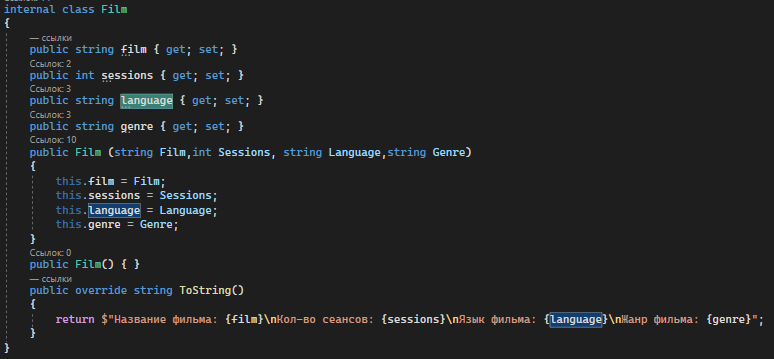 internal class Film
{
— ссылки
public string film { get; set; }
Ссылок: 2
public int sessions { get; set; }
Ссылок: 3
public string language { get; set; }
Ссылок: 3
public string genre { get; set; }
Ссылок: 10
public Film (string Film,int Sessions, string Language,string Genre)
{
this.film = Film;
this.sessions = Sessions;
this.language = Language;
this.genre = Genre;
}
Ссылок: 0
public Film() { }
— ссылки
public override string ToString()
{
return $"Название фильма: {film}\nКол-во сеансов: {sessions}\nЯзык фильма: {language}\nЖанр фильма: {genre}";
}
}